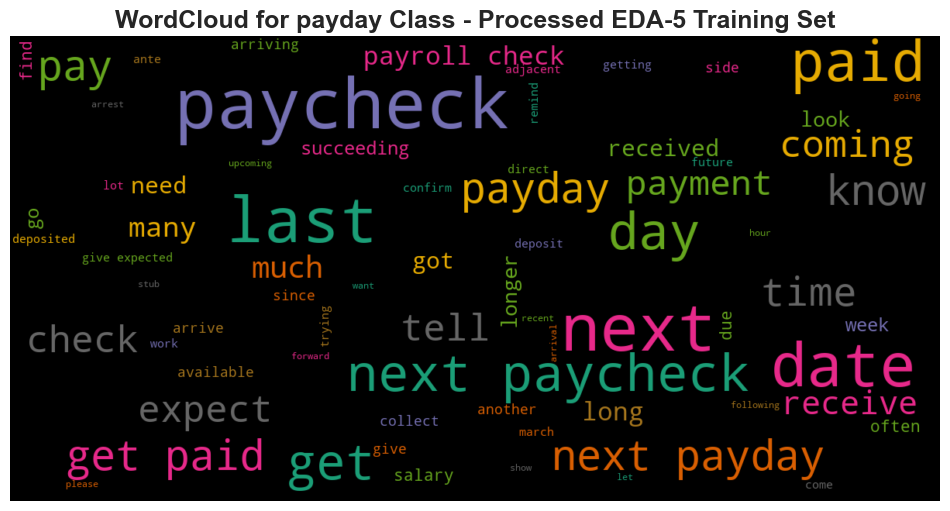 WordCloud for payday Class - Processed EDA-5 Training Set
find
pay
ante
arriving
payroll check
adjacent
getting
side
paid
going
arrest
paycheck
remind
look
coming
succeeding
received
upcoming
direct
future
lot
need
confirm
payday
payment
know
go
many
last
day
deposited
deposit
hour
give expected
much
got
longer
stub
since
want
time
check
arrive
work
trying
tell
recent
arrival
next
due
week
forward
available
next paycheck
date
expect
collect
another
long
following
receive
often
march
get paid
get
give
salary
next payday
please
show
let
come